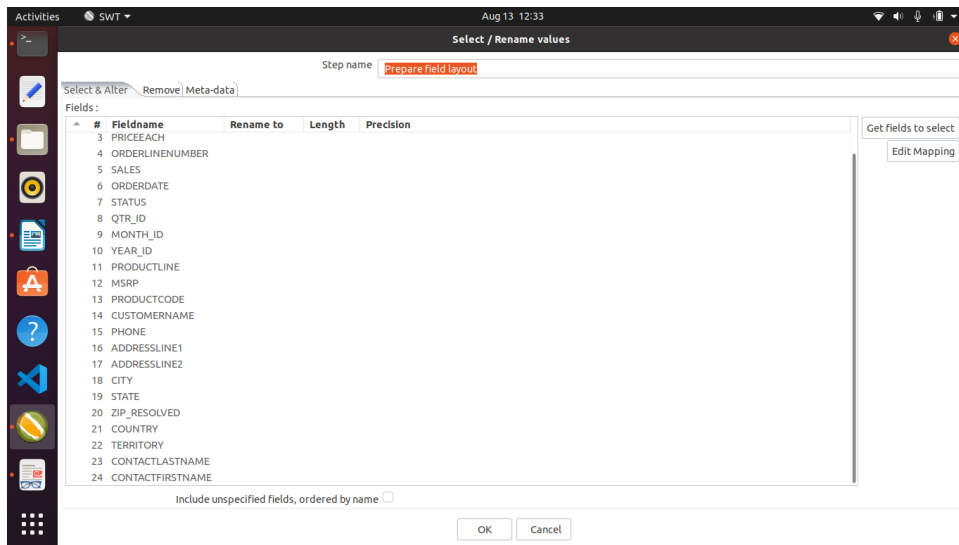 Activities SWT Aug 13 12:33
Select / Rename values
Step name Prepare field layout
Select & Alter Remove Meta-data
Fields :
# Fieldname Rename to Length Precision
3 PRICEEACH
4 ORDERLINENUMBER
5 SALES
6 ORDERDATE
7 STATUS
8 QTR_ID
9 MONTH_ID
10 YEAR_ID
11 PRODUCTLINE
12 MSRP
13 PRODUCTCODE
14 CUSTOMERNAME
15 PHONE
16 ADDRESSLINE1
17 ADDRESSLINE2
18 CITY
19 STATE
20 ZIP_RESOLVED
21 COUNTRY
22 TERRITORY
23 CONTACTLASTNAME
24 CONTACTFIRSTNAME
Get fields to select
Edit Mapping
Include unspecified fields, ordered by name
OK Cancel